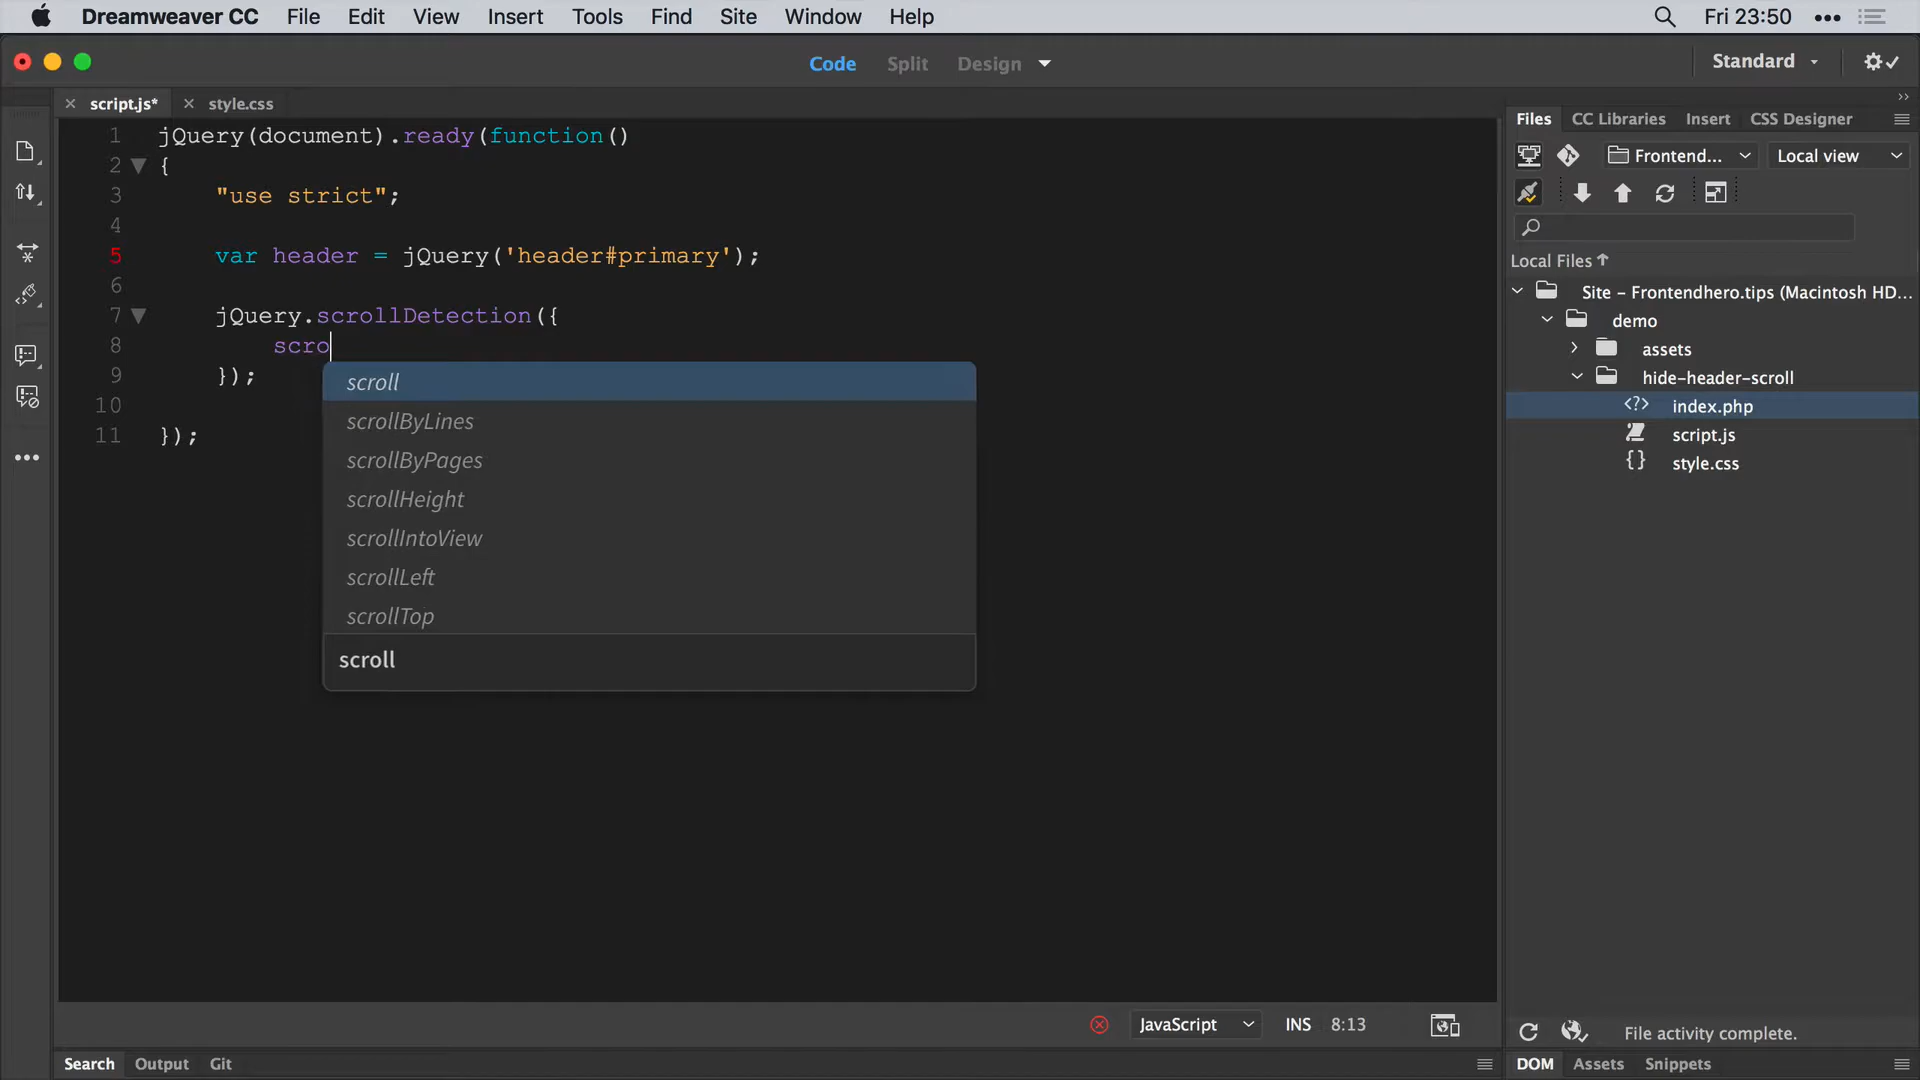 Dreamweaver CC File Edit View Insert Tools Find Site Window Help Fri 23:50
Code Split Design Standard
script.js* style.css
1 jQuery(document).ready(function()
2 {
3 "use strict";
4
5 var header = jQuery('header#primary');
6
7 jQuery.scrollDetection({
8 scro
9 });
10
11 });
scroll
scrollByLines
scrollByPages
scrollHeight
scrollIntoView
scrollLeft
scrollTop
scroll
JavaScript INS 8:13
Search Output Git
Files CC Libraries Insert CSS Designer
Frontend... Local view
Local Files
Site – Frontendhero.tips (Macintosh HD...
demo
assets
hide-header-scroll
index.php
script.js
style.css
File activity complete.
DOM Assets Snippets